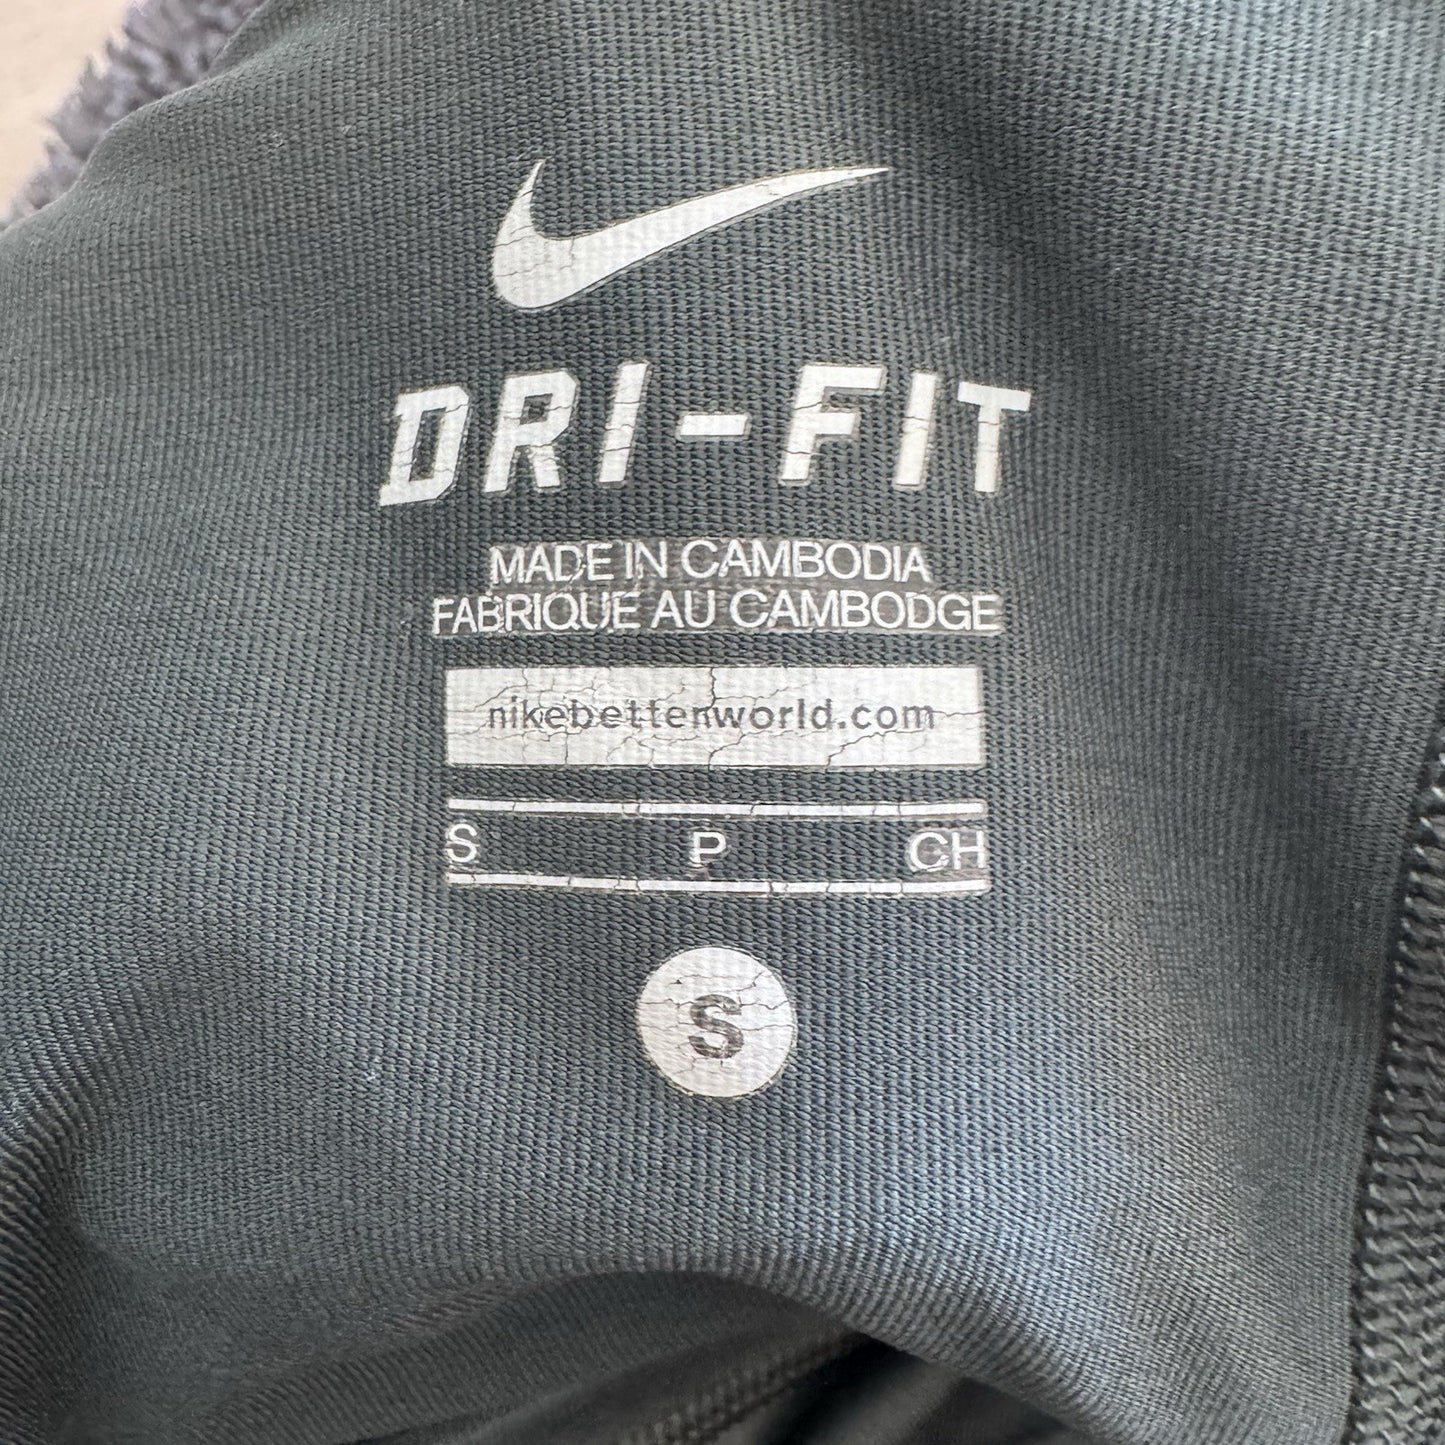 DRI-FIT
MADE IN CAMBODIA
FABRIQUE AU CAMBODGE
nikebetterworld.com
S P CH
S